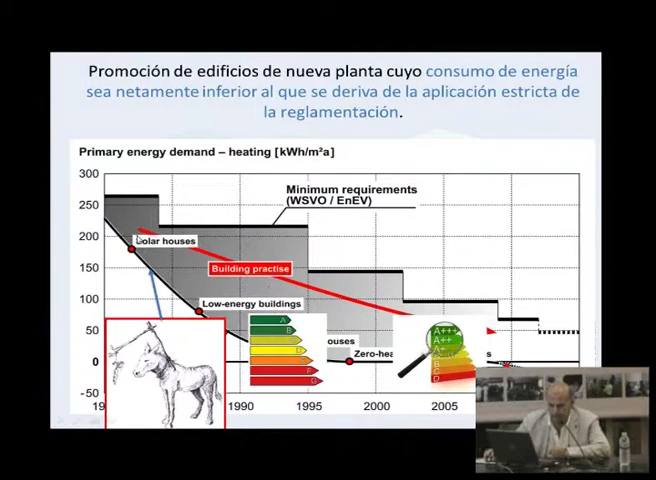 Promoción de edificios de nueva planta cuyo consumo de energía
sea netamente inferior al que se deriva de la aplicación estricta de
la reglamentación.
Primary energy demand – heating [kWh/m²a]
300
250
200
150
100
50
0
-50
Minimum requirements
(WSVO / EnEV)
Solar houses
Building practise
Low-energy buildings
ouses
Zero-hea
s
A
B
C
D
E
F
G
A+++
A++
A+
B
C
D
19
1990
1995
2000
2005